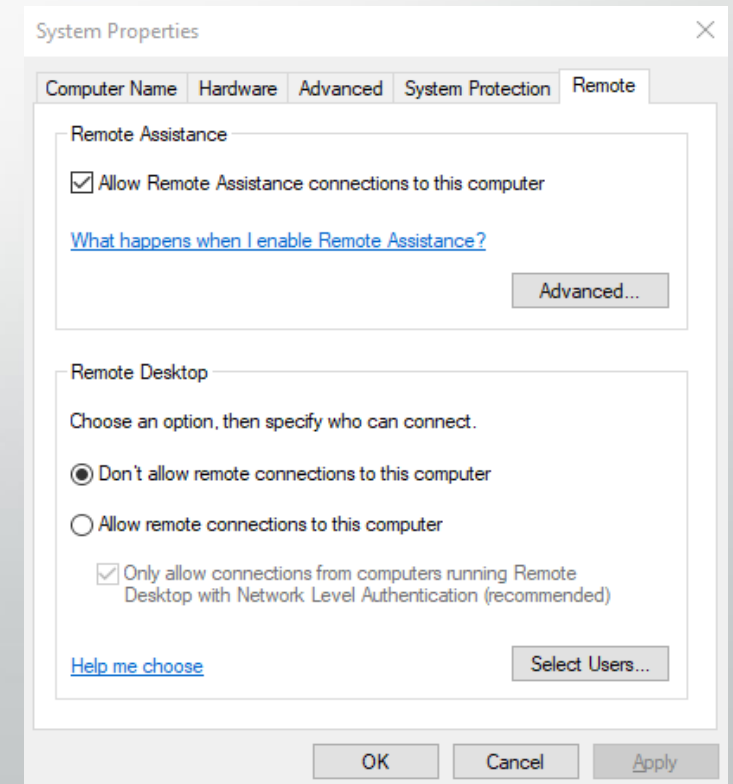 System Properties
Computer Name Hardware Advanced System Protection Remote
Remote Assistance
Allow Remote Assistance connections to this computer
What happens when I enable Remote Assistance?
Advanced...
Remote Desktop
Choose an option, then specify who can connect.
Don't allow remote connections to this computer
Allow remote connections to this computer
Only allow connections from computers running Remote
Desktop with Network Level Authentication (recommended)
Help me choose
Select Users...
OK Cancel Apply